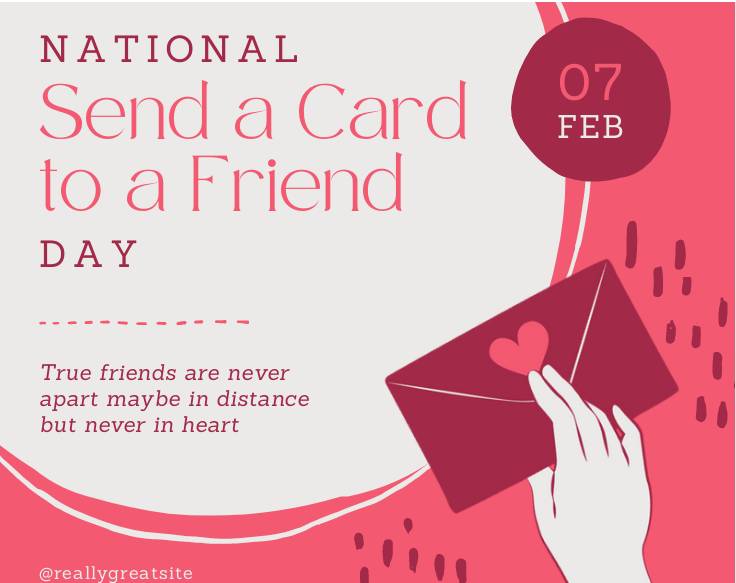 NATIONAL
Send a Card
to a Friend
DAY
07
FEB
True friends are never
apart maybe in distance
but never in heart
@reallygreatsite